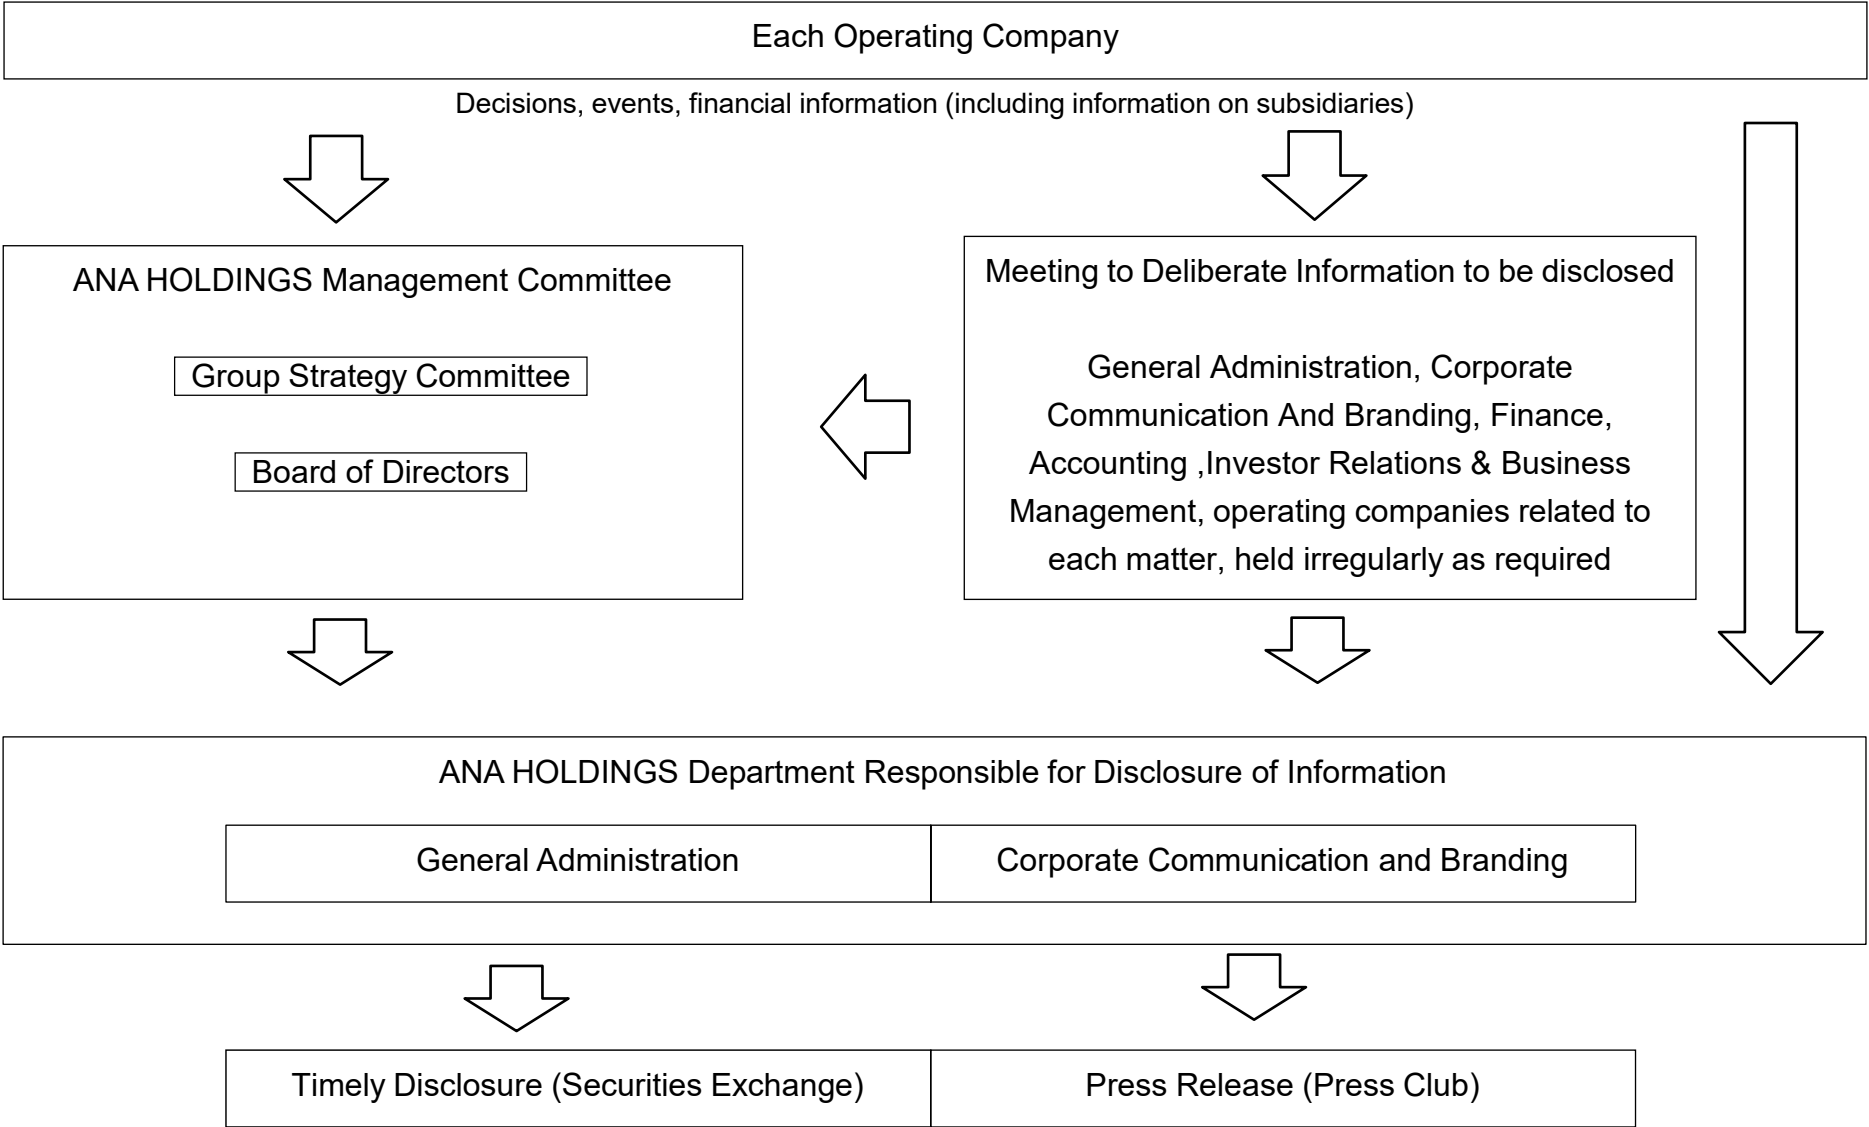 Each Operating Company
Decisions, events, financial information (including information on subsidiaries)
ANA HOLDINGS Management Committee
Group Strategy Committee
Board of Directors
Meeting to Deliberate Information to be disclosed
General Administration, Corporate
Communication And Branding, Finance,
Accounting ,Investor Relations & Business
Management, operating companies related to
each matter, held irregularly as required
ANA HOLDINGS Department Responsible for Disclosure of Information
General Administration
Corporate Communication and Branding
Timely Disclosure (Securities Exchange)
Press Release (Press Club)